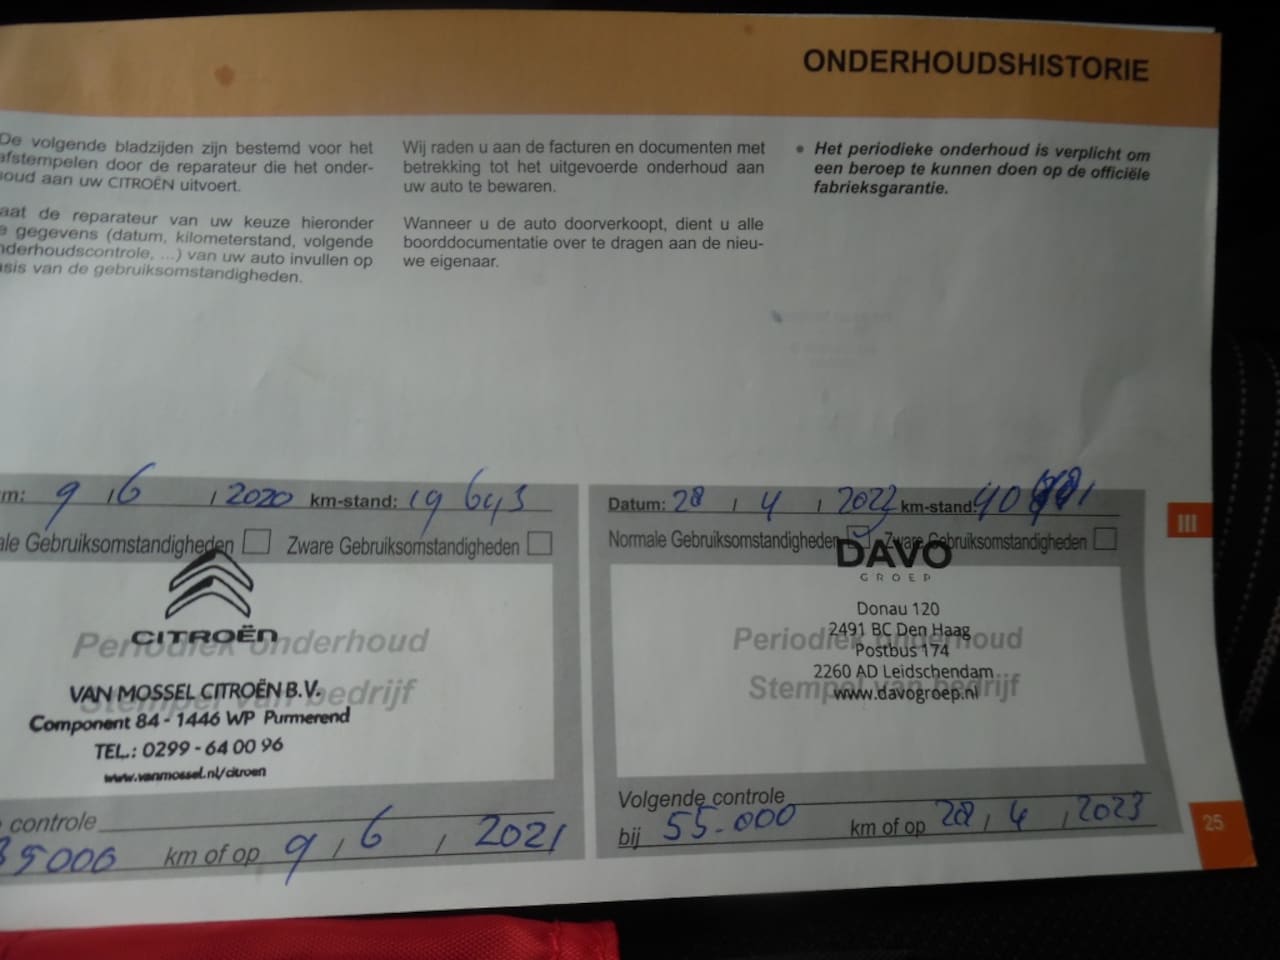 ONDERHOUDSHISTORIE
De volgende bladzijden zijn bestemd voor het
afstempelen door de reparateur die het onder-
houd aan uw CITROËN uitvoert.
aat de reparateur van uw keuze hieronder
e gegevens (datum, kilometerstand, volgende
nderhoudscontrole, ...) van uw auto invullen op
asis van de gebruiksomstandigheden.
Wij raden u aan de facturen en documenten met
betrekking tot het uitgevoerde onderhoud aan
uw auto te bewaren.
Wanneer u de auto doorverkoopt, dient u alle
boorddocumentatie over te dragen aan de nieu-
we eigenaar.
• Het periodieke onderhoud is verplicht om
een beroep te kunnen doen op de officiële
fabrieksgarantie.
m: 9 / 6 / 2020 km-stand: 19 643
ale Gebruiksomstandigheden Zware Gebruiksomstandigheden
CITROËN
Periodiek onderhoud
Stempel van bedrijf
VAN MOSSEL CITROËN B.V.
Component 84 - 1446 WP Purmerend
TEL.: 0299 - 64 00 96
www.vanmossel.nl/citroen
controle
35000 km of op 9 / 6 / 2021
Datum: 28 / 4 / 2022 km-stand:
Normale Gebruiksomstandigheden Zware Gebruiksomstandigheden
DAVO
GROEP
Donau 120
2491 BC Den Haag
Periodiek onderhoud
Postbus 174
2260 AD Leidschendam
Stempel van bedrijf
www.davogroep.nl
Volgende controle
bij 55.000 km of op 28 / 4 / 2023
III
25